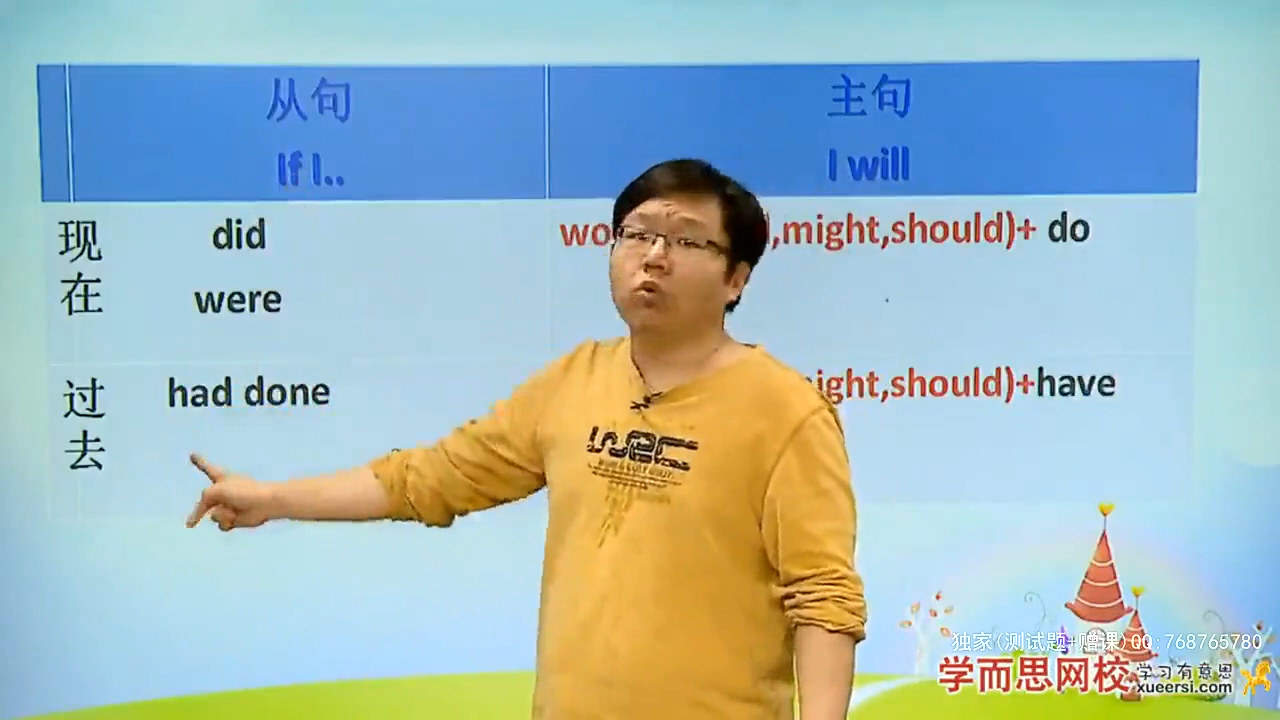 从句
If I..
主句
I will
现在
did
were
,might,should)+ do
过去
had done
might,should)+have
独家(测试题+赠课)QQ:768765780
学而思网校
学习有意思
xueersi.com